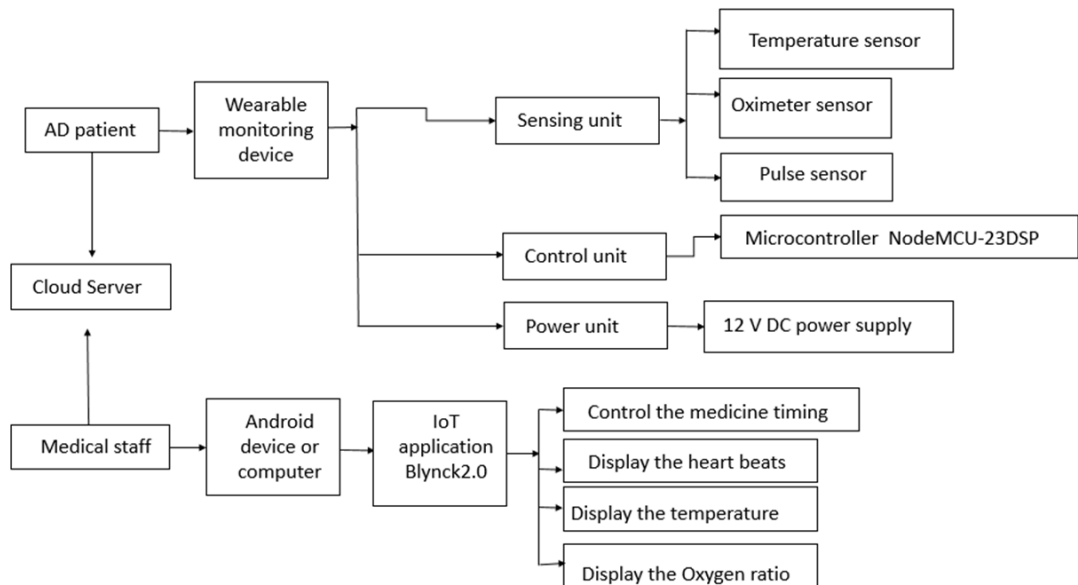 Temperature sensor
Wearable
monitoring
device
Oximeter sensor
AD patient
Sensing unit
Pulse sensor
Microcontroller NodeMCU-23DSP
Control unit
Cloud Server
Power unit
12 V DC power supply
Control the medicine timing
Android
device or
computer
IoT
application
Blynck2.0
Medical staff
Display the heart beats
Display the temperature
Display the Oxygen ratio